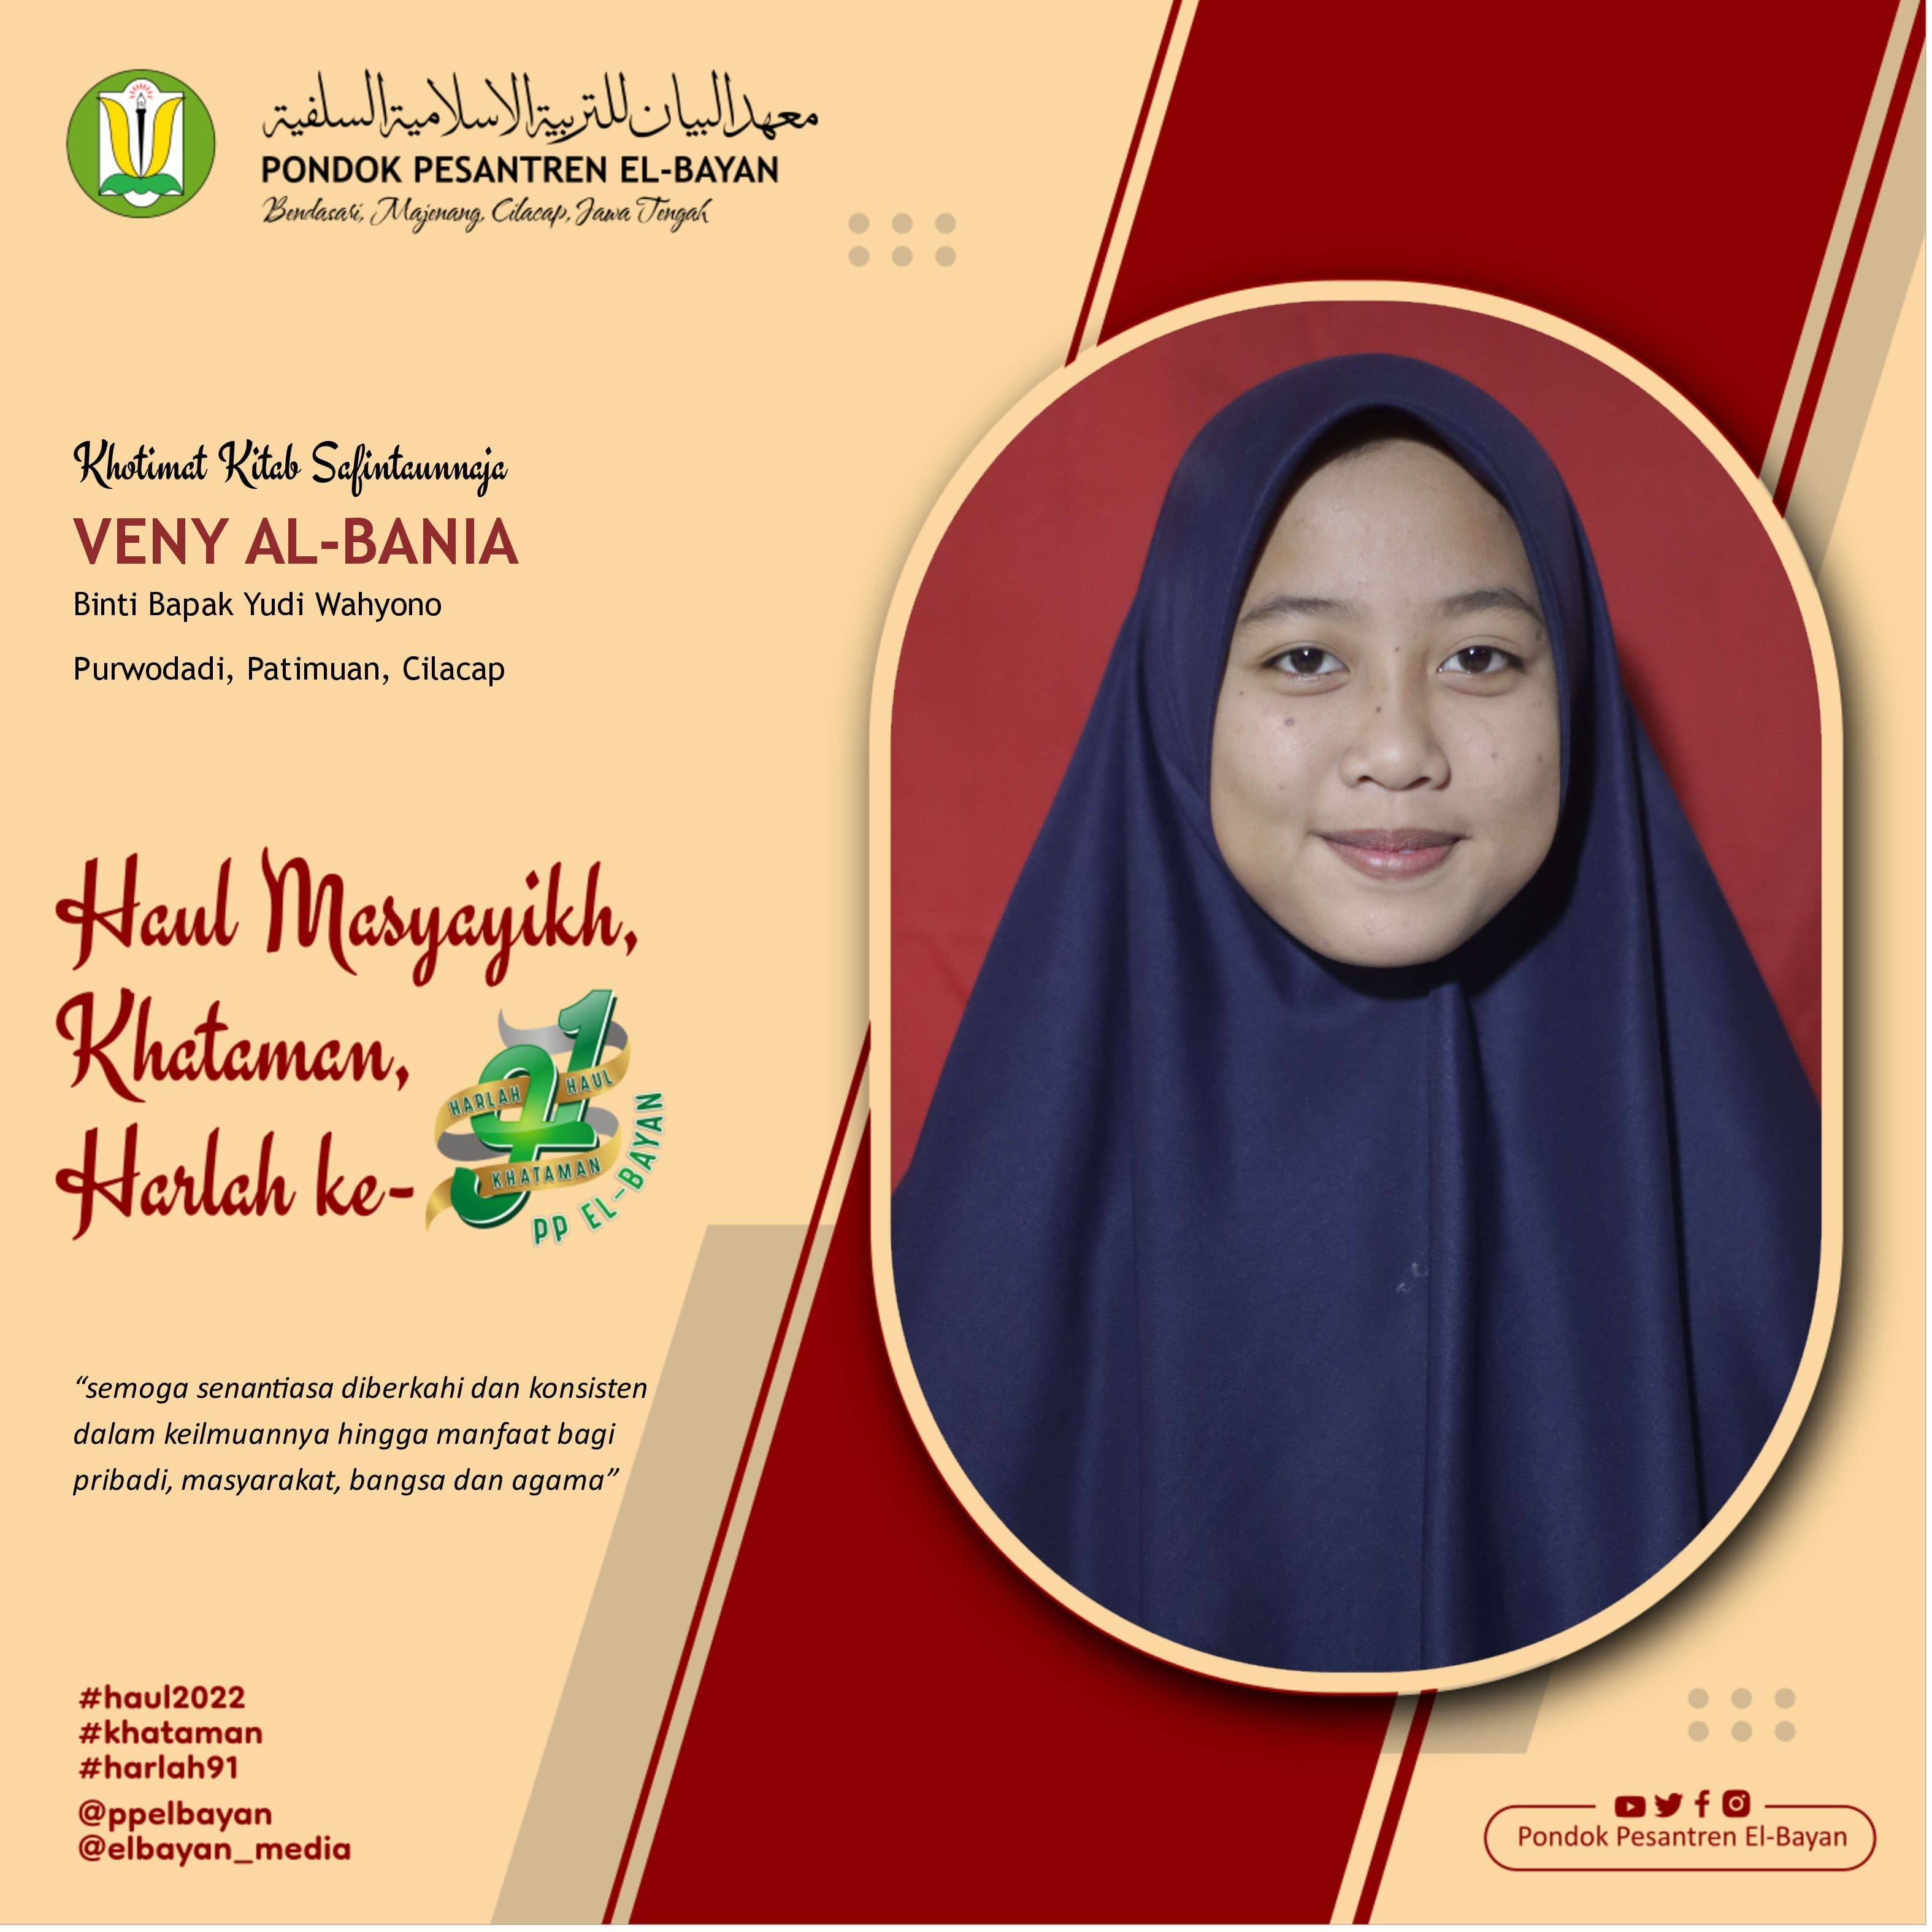 معهد البيان للتربية الاسلامية السلفية
PONDOK PESANTREN EL-BAYAN
Bendasari, Majenang, Cilacap, Jawa Tengah
Khotimat Kitab Safintaunnaja
VENY AL-BANIA
Binti Bapak Yudi Wahyono
Purwodadi, Patimuan, Cilacap
Haul Masyayikh,
Khataman,
Harlah ke-
91
HARLAH HAUL
KHATAMAN
PP EL-BAYAN
“semoga senantiasa diberkahi dan konsisten
dalam keilmuannya hingga manfaat bagi
pribadi, masyarakat, bangsa dan agama”
#haul2022
#khataman
#harlah91
@ppelbayan
@elbayan_media
Pondok Pesantren El-Bayan